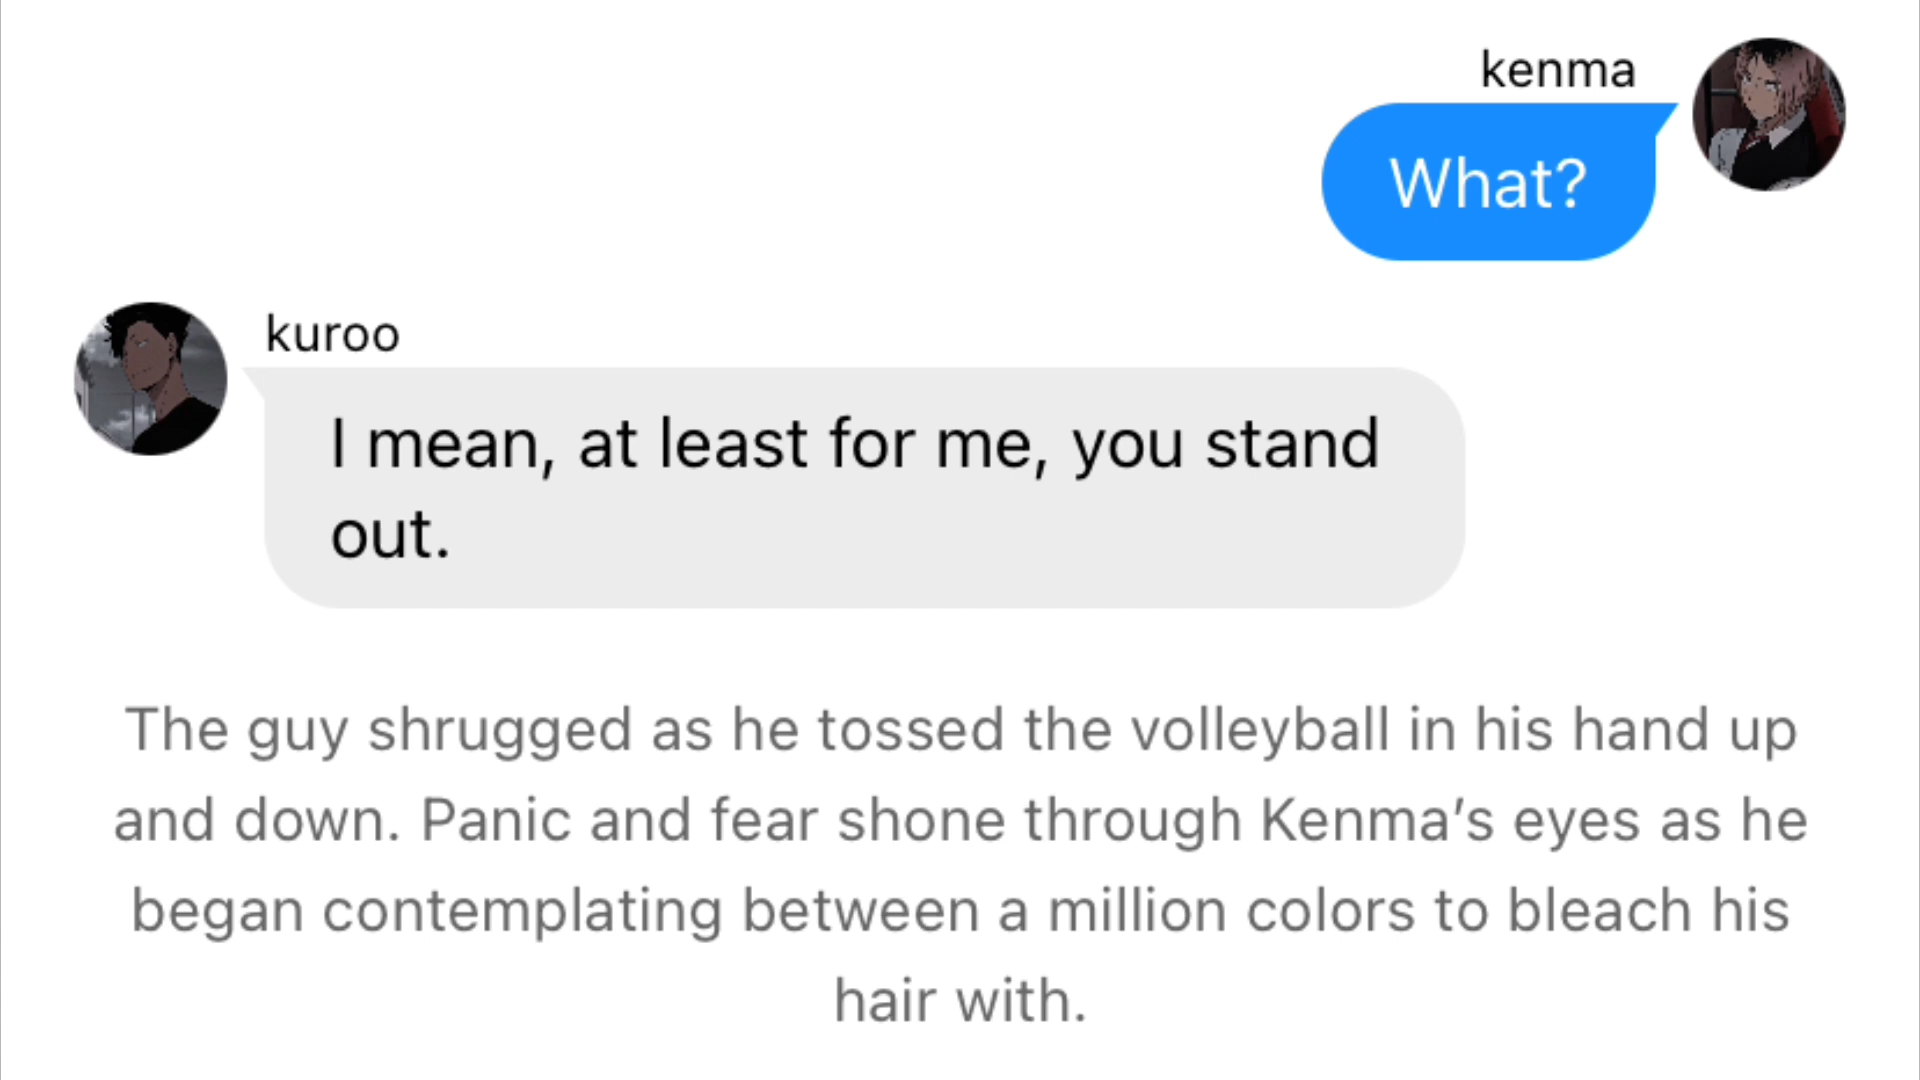 kenma
What?
kuroo
I mean, at least for me, you stand
out.
The guy shrugged as he tossed the volleyball in his hand up
and down. Panic and fear shone through Kenma’s eyes as he
began contemplating between a million colors to bleach his
hair with.